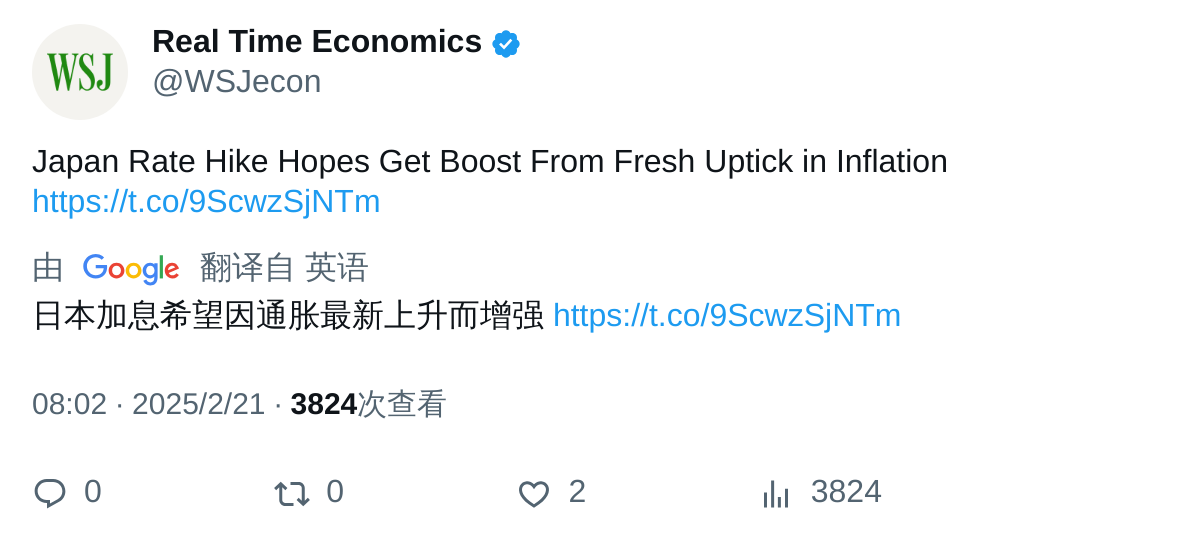 WSJ
Real Time Economics
@WSJecon
Japan Rate Hike Hopes Get Boost From Fresh Uptick in Inflation
https://t.co/9ScwzSjNTm
由 Google 翻译自 英语
日本加息希望因通胀最新上升而增强 https://t.co/9ScwzSjNTm
08:02 · 2025/2/21 · 3824次查看
0 0 2 3824